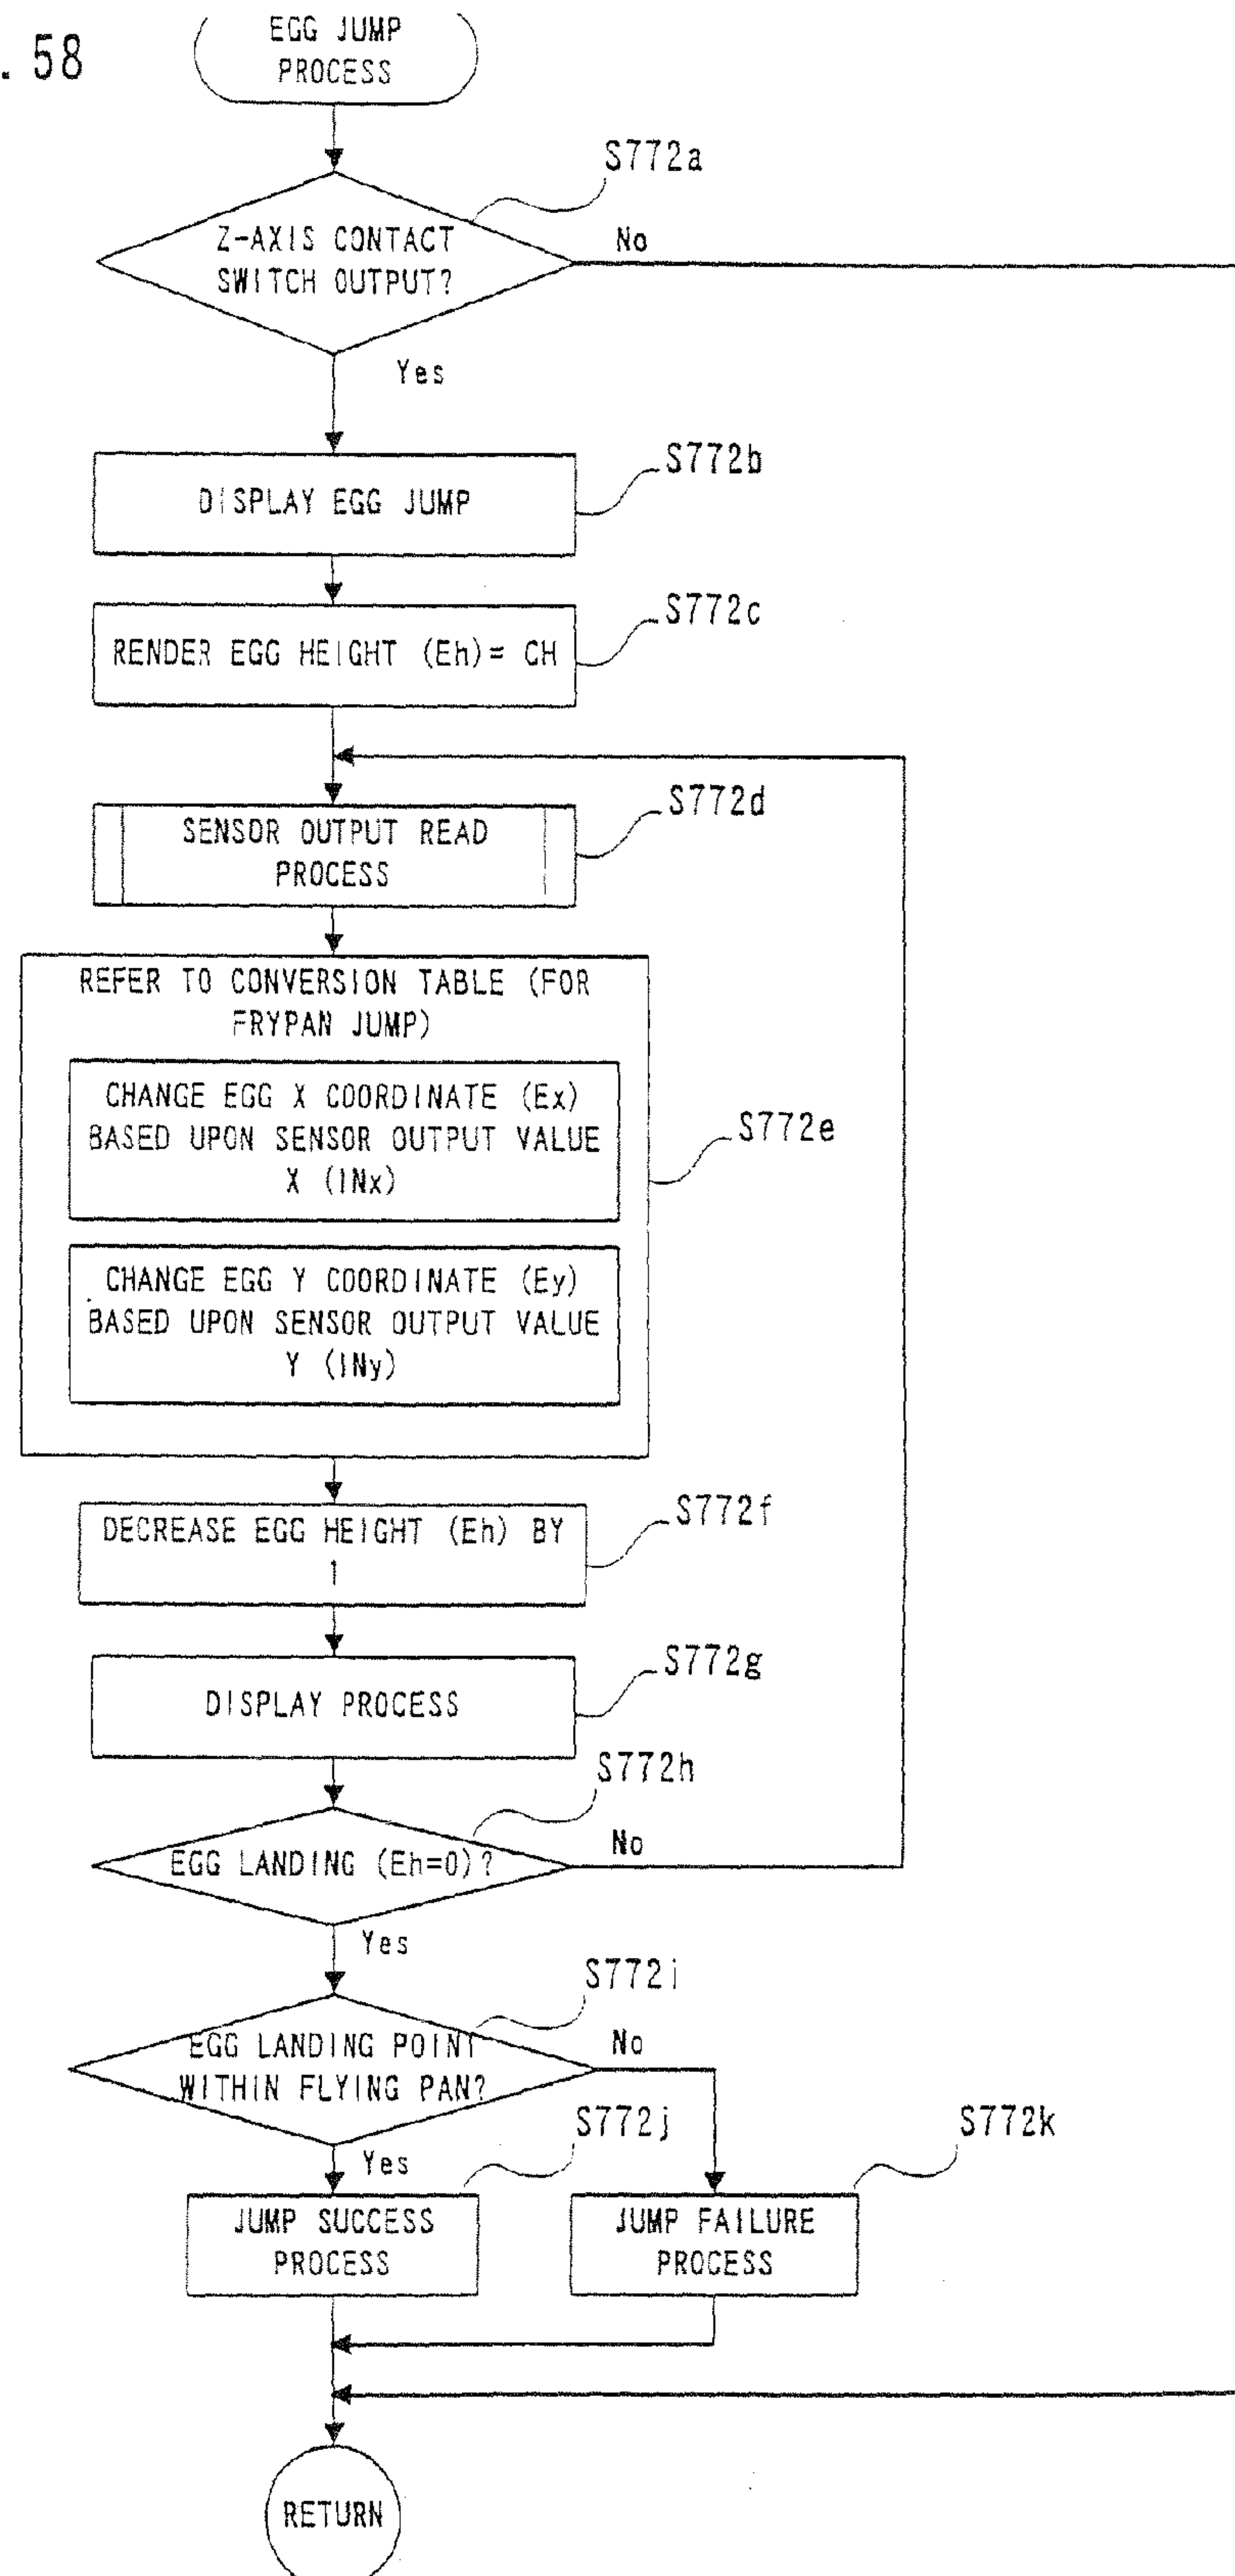 . 58
EGG JUMP
PROCESS
S772a
Z-AXIS CONTACT
SWITCH OUTPUT?
No
Yes
S772b
DISPLAY EGG JUMP
S772c
RENDER EGG HEIGHT (Eh)= CH
S772d
SENSOR OUTPUT READ
PROCESS
REFER TO CONVERSION TABLE (FOR
FRYPAN JUMP)
CHANGE EGG X COORDINATE (Ex)
BASED UPON SENSOR OUTPUT VALUE
X (INx)
S772e
CHANGE EGG Y COORDINATE (Ey)
BASED UPON SENSOR OUTPUT VALUE
Y (INy)
S772f
DECREASE EGG HEIGHT (Eh) BY
1
S772g
DISPLAY PROCESS
S772h
EGG LANDING (Eh=0)?
No
Yes
S772i
EGG LANDING POINT
WITHIN FLYING PAN?
No
Yes
S772j
S772k
JUMP SUCCESS
PROCESS
JUMP FAILURE
PROCESS
RETURN